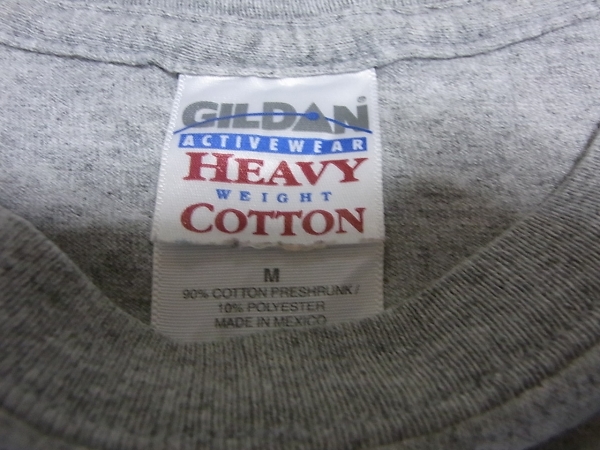 GILDAN
ACTIVEWEAR
HEAVY
WEIGHT
COTTON
M
90% COTTON PRESHRUNK /
10% POLYESTER
MADE IN MEXICO